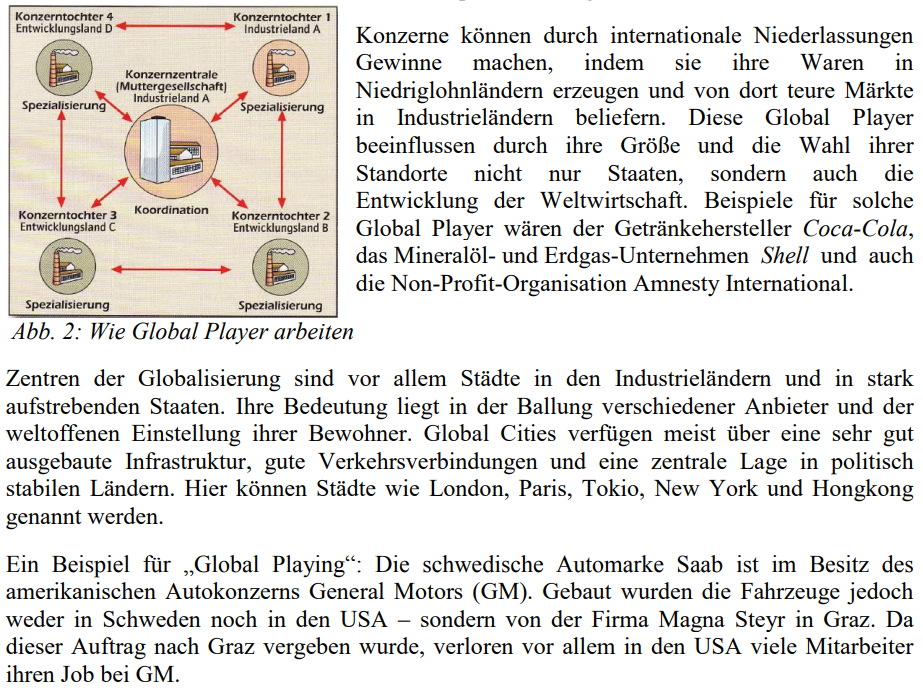 Konzerntochter 4
Entwicklungsland D
Konzerntochter 1
Industrieland A
Konzernzentrale
(Muttergesellschaft)
Industrieland A
Spezialisierung
Spezialisierung
Koordination
Konzerntochter 3
Entwicklungsland C
Konzerntochter 2
Entwicklungsland B
Spezialisierung
Spezialisierung
Abb. 2: Wie Global Player arbeiten
Konzerne können durch internationale Niederlassungen
Gewinne machen, indem sie ihre Waren in
Niedriglohnländern erzeugen und von dort teure Märkte
in Industrieländern beliefern. Diese Global Player
beeinflussen durch ihre Größe und die Wahl ihrer
Standorte nicht nur Staaten, sondern auch die
Entwicklung der Weltwirtschaft. Beispiele für solche
Global Player wären der Getränkehersteller Coca-Cola,
das Mineralöl- und Erdgas-Unternehmen Shell und auch
die Non-Profit-Organisation Amnesty International.
Zentren der Globalisierung sind vor allem Städte in den Industrieländern und in stark
aufstrebenden Staaten. Ihre Bedeutung liegt in der Ballung verschiedener Anbieter und der
weltoffenen Einstellung ihrer Bewohner. Global Cities verfügen meist über eine sehr gut
ausgebaute Infrastruktur, gute Verkehrsverbindungen und eine zentrale Lage in politisch
stabilen Ländern. Hier können Städte wie London, Paris, Tokio, New York und Hongkong
genannt werden.
Ein Beispiel für „Global Playing“: Die schwedische Automarke Saab ist im Besitz des
amerikanischen Autokonzerns General Motors (GM). Gebaut wurden die Fahrzeuge jedoch
weder in Schweden noch in den USA – sondern von der Firma Magna Steyr in Graz. Da
dieser Auftrag nach Graz vergeben wurde, verloren vor allem in den USA viele Mitarbeiter
ihren Job bei GM.